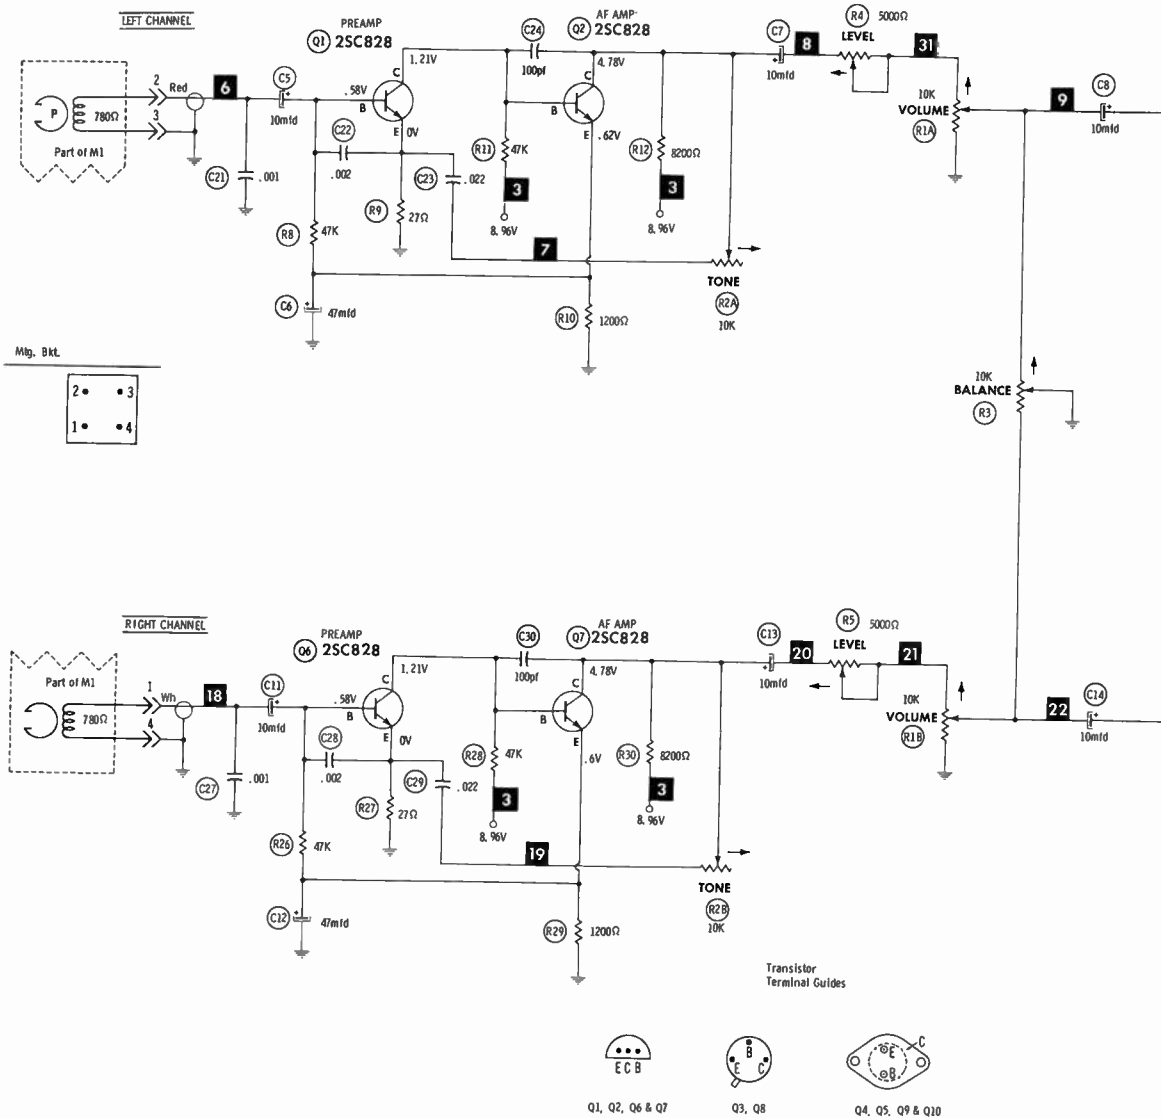 LEFT CHANNEL
PREAMP
Q1 2SC828
C24
100pf
AF AMP
Q2 2SC828
C7
10mfd
8
R4 5000Ω
LEVEL
31
1.21V
4.78V
C
C
2
Red
6
C5
10mfd
.58V
B
B
E 0V
E .62V
P
780Ω
3
Part of M1
C21 .001
C22
.002
C23 .022
R11 47K
3
8.96V
R12 8200Ω
3
8.96V
10K
VOLUME
R1A
9
C8
10mfd
R9
27Ω
R8 47K
7
TONE
R2A
10K
C6 47mfd
R10 1200Ω
Mtg. Bkt.
2 3
1 4
10K
BALANCE
R3
RIGHT CHANNEL
PREAMP
Q6 2SC828
C30
100pf
AF AMP
Q7 2SC828
C13
10mfd
20
R5 5000Ω
LEVEL
21
1.21V
4.78V
C
C
Part of M1
1
Wh
18
C11
10mfd
.58V
B
B
E 0V
E
.6V
780Ω
4
C27 .001
C28
.002
C29 .022
R28 47K
3
8.96V
R30 8200Ω
3
8.96V
10K
VOLUME
R1B
22
C14
10mfd
R27 27Ω
R26 47K
19
TONE
R2B
10K
C12 47mfd
R29 1200Ω
Transistor
Terminal Guides
E C B
B
E C
C
E
B
Q1, Q2, Q6 & Q7
Q3, Q8
Q4, Q5, Q9 & Q10